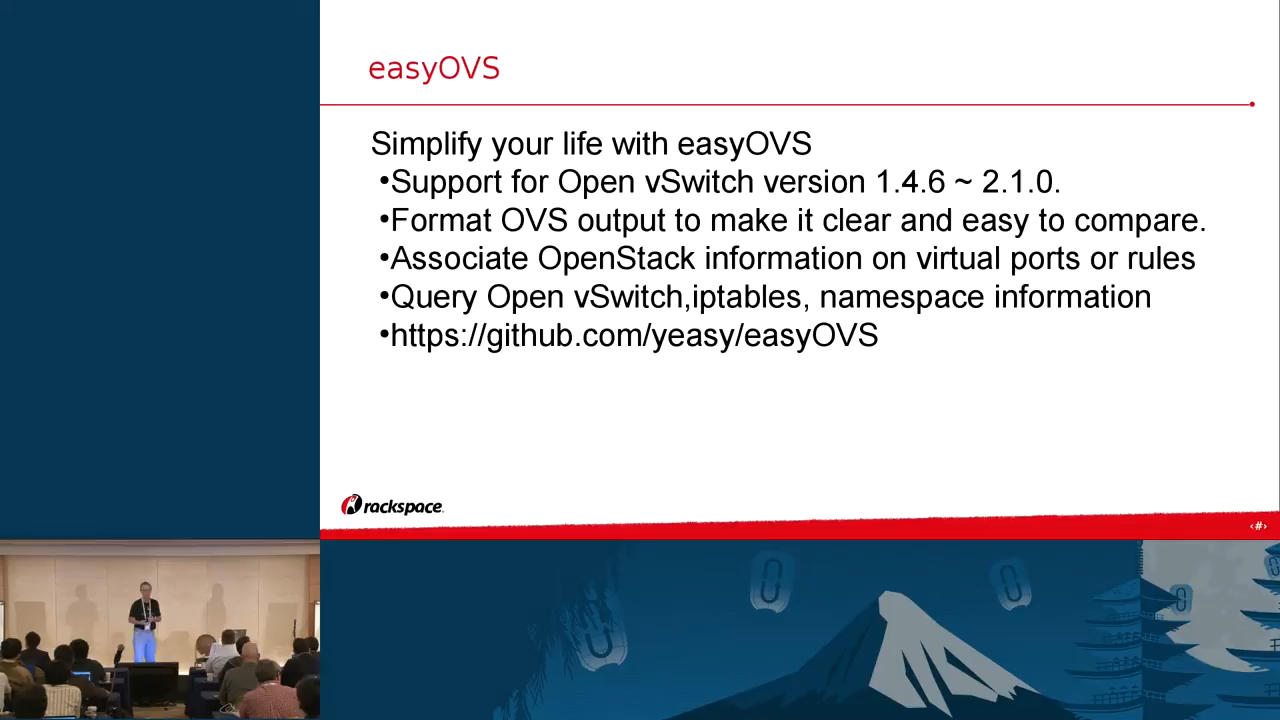 easyOVS
Simplify your life with easyOVS
•Support for Open vSwitch version 1.4.6 ~ 2.1.0.
•Format OVS output to make it clear and easy to compare.
•Associate OpenStack information on virtual ports or rules
•Query Open vSwitch,iptables, namespace information
•https://github.com/yeasy/easyOVS
rackspace.
‹#›